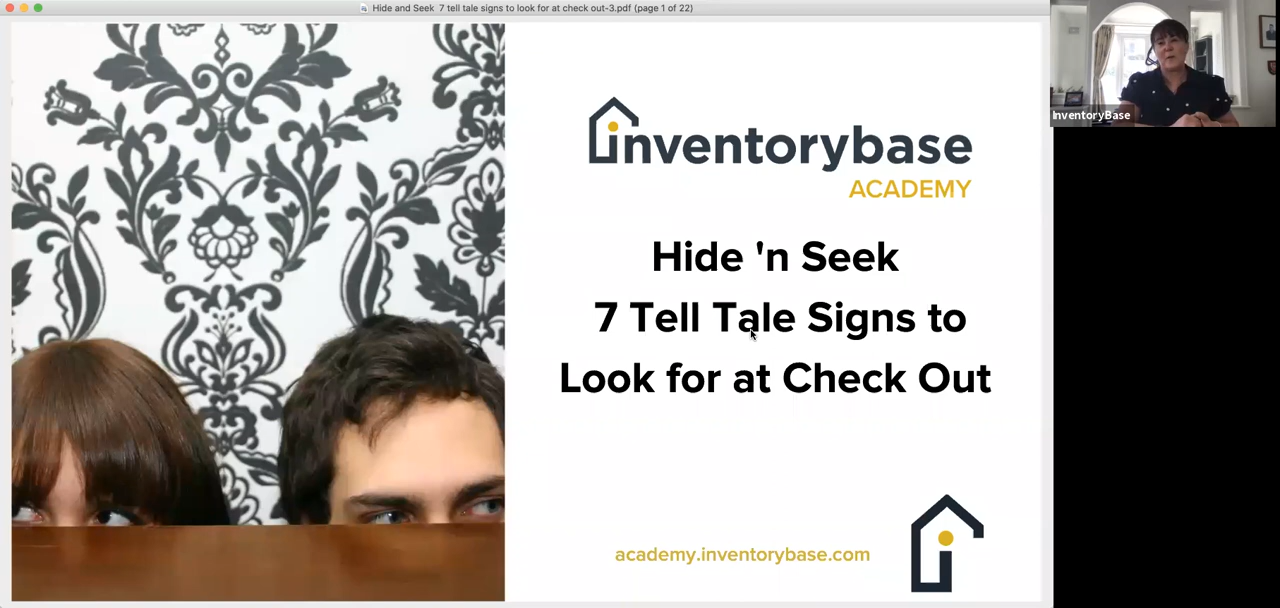 Hide and Seek  7 tell tale signs to look for at check out-3.pdf (page 1 of 22)
InventoryBase
inventorybase
ACADEMY
Hide 'n Seek
7 Tell Tale Signs to
Look for at Check Out
academy.inventorybase.com